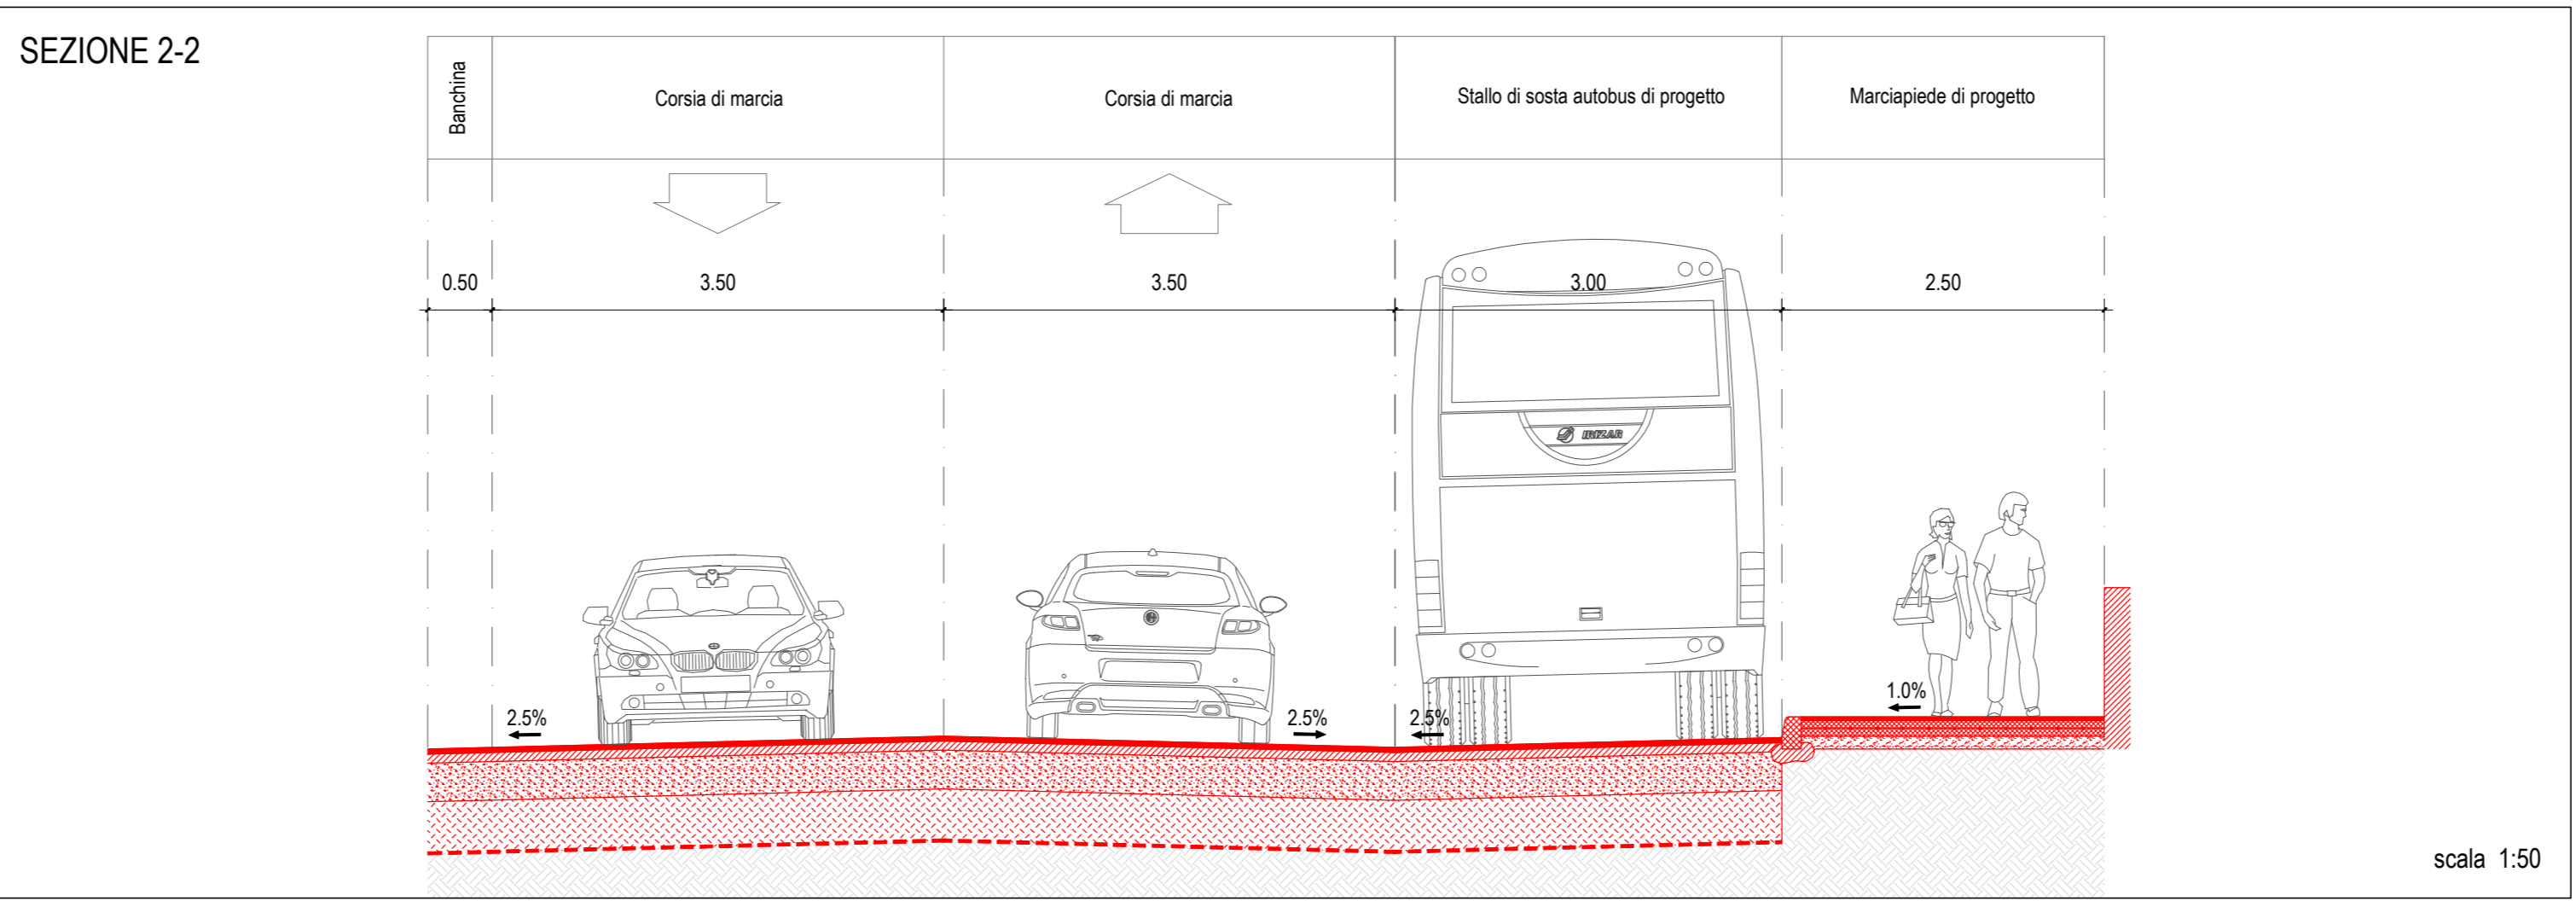 SEZIONE 2-2
Banchina
Corsia di marcia
Corsia di marcia
Stallo di sosta autobus di progetto
Marciapiede di progetto
0.50
3.50
3.50
3.00
2.50
IRIZAR
1.0%
2.5%
2.5%
2.5%
scala 1:50